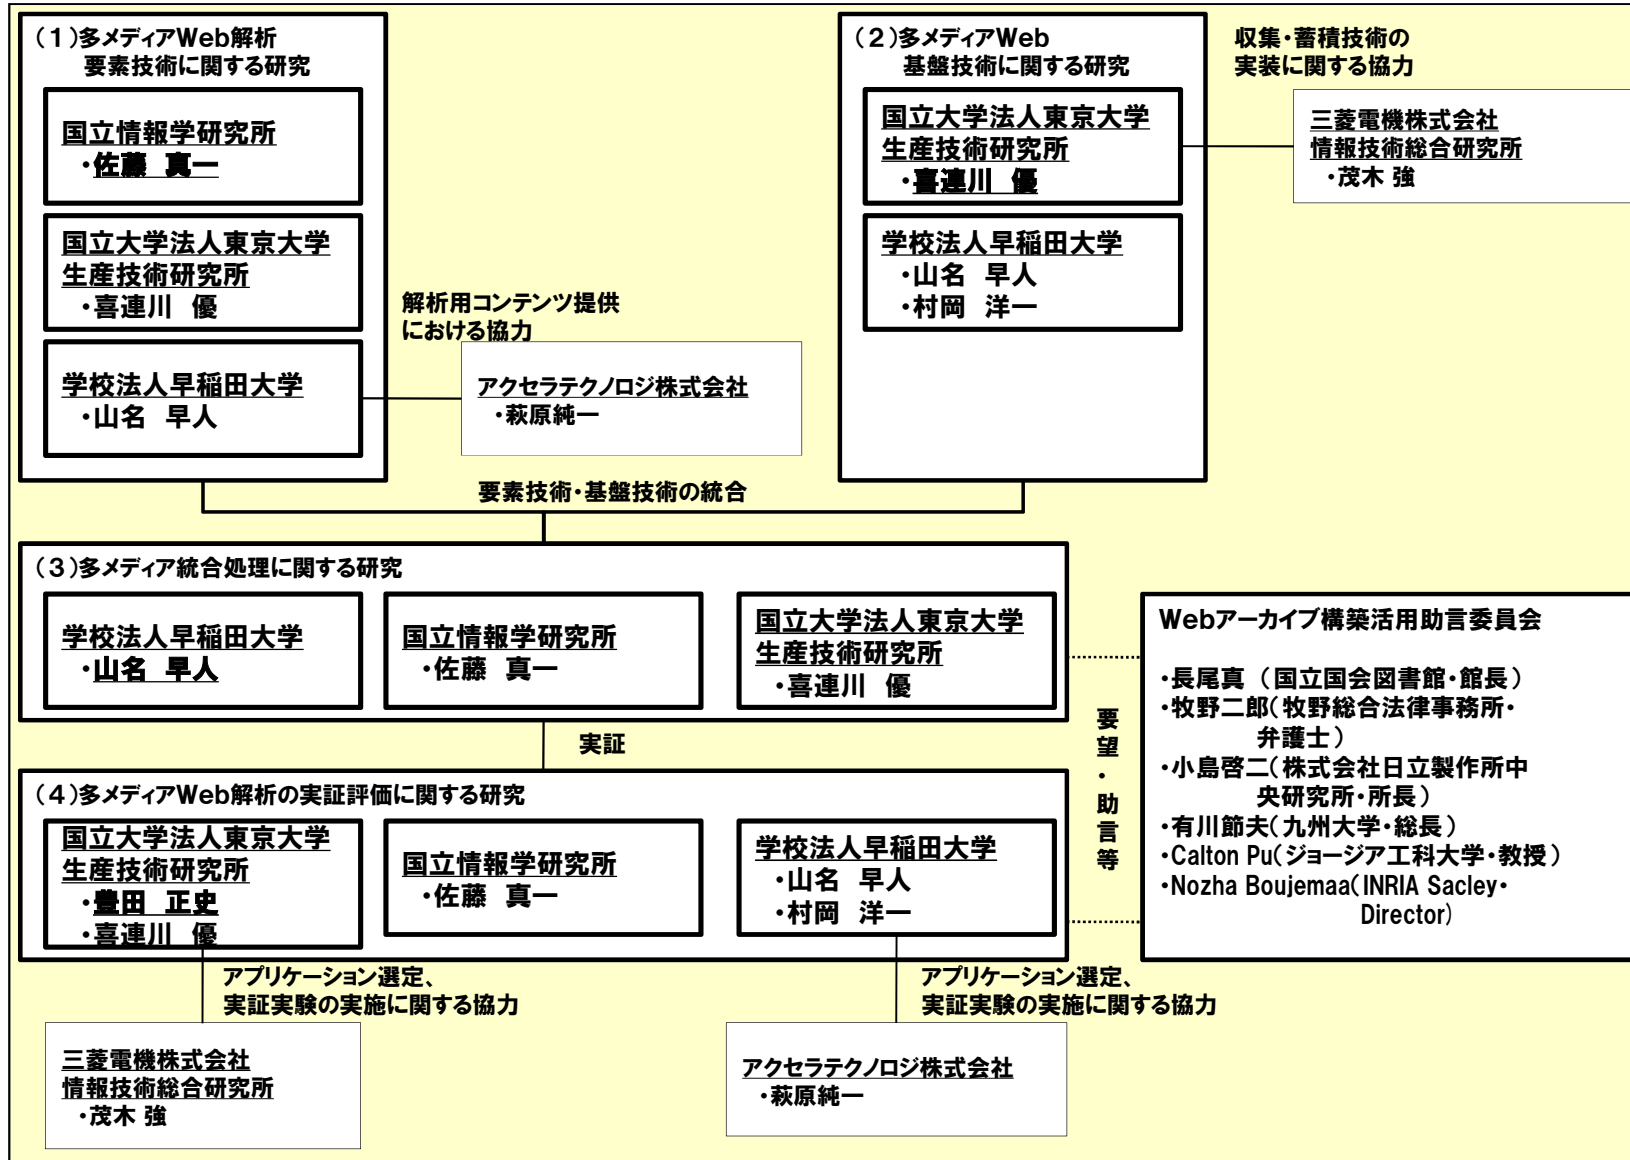 （１）多メディアWeb解析
要素技術に関する研究
国立情報学研究所
・佐藤　真一
国立大学法人東京大学
生産技術研究所
・喜連川　優
学校法人早稲田大学
・山名　早人
解析用コンテンツ提供
における協力
アクセラテクノロジ株式会社
・萩原純一
（２）多メディアWeb
基盤技術に関する研究
国立大学法人東京大学
生産技術研究所
・喜連川　優
学校法人早稲田大学
・山名　早人
・村岡　洋一
収集・蓄積技術の
実装に関する協力
三菱電機株式会社
情報技術総合研究所
・茂木 強
要素技術・基盤技術の統合
（３）多メディア統合処理に関する研究
学校法人早稲田大学
・山名　早人
国立情報学研究所
・佐藤　真一
国立大学法人東京大学
生産技術研究所
・喜連川　優
実証
（４）多メディアWeb解析の実証評価に関する研究
国立大学法人東京大学
生産技術研究所
・豊田　正史
・喜連川　優
国立情報学研究所
・佐藤　真一
学校法人早稲田大学
・山名　早人
・村岡　洋一
要望・助言等
Webアーカイブ構築活用助言委員会
・長尾真（国立国会図書館・館長）
・牧野二郎（牧野総合法律事務所・
弁護士）
・小島啓二（株式会社日立製作所中
央研究所・所長）
・有川節夫（九州大学・総長）
・Calton Pu（ジョージア工科大学・教授）
・Nozha Boujemaa（INRIA Sacley・
Director)
アプリケーション選定、
実証実験の実施に関する協力
三菱電機株式会社
情報技術総合研究所
・茂木 強
アプリケーション選定、
実証実験の実施に関する協力
アクセラテクノロジ株式会社
・萩原純一